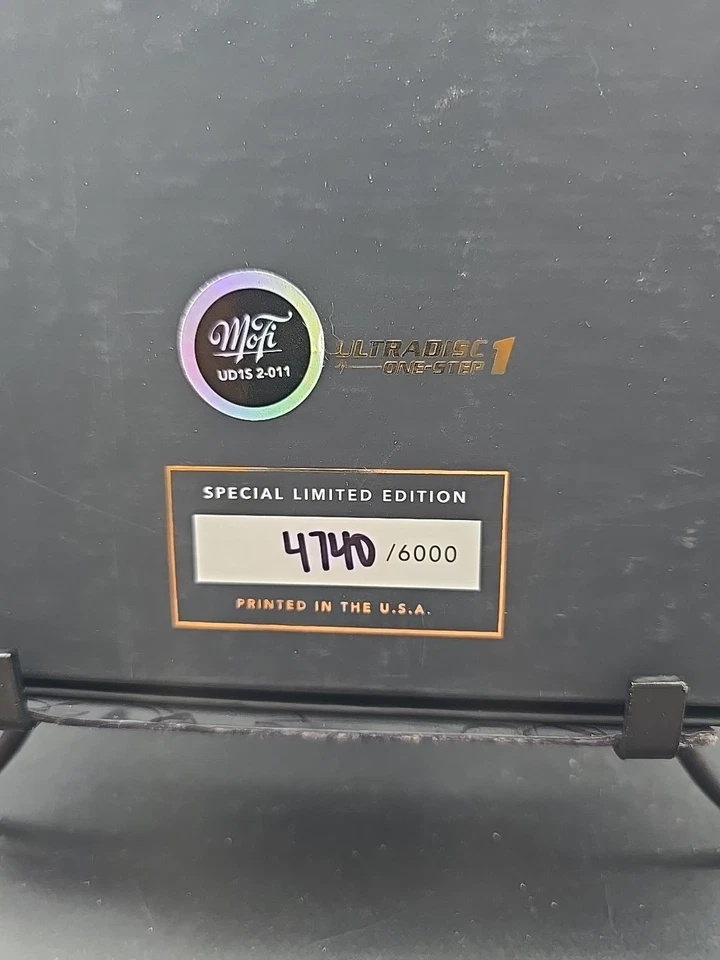 MoFi
UD1S 2-011
ULTRADISC
ONE-STEP 1
SPECIAL LIMITED EDITION
4740 /6000
PRINTED IN THE U.S.A.